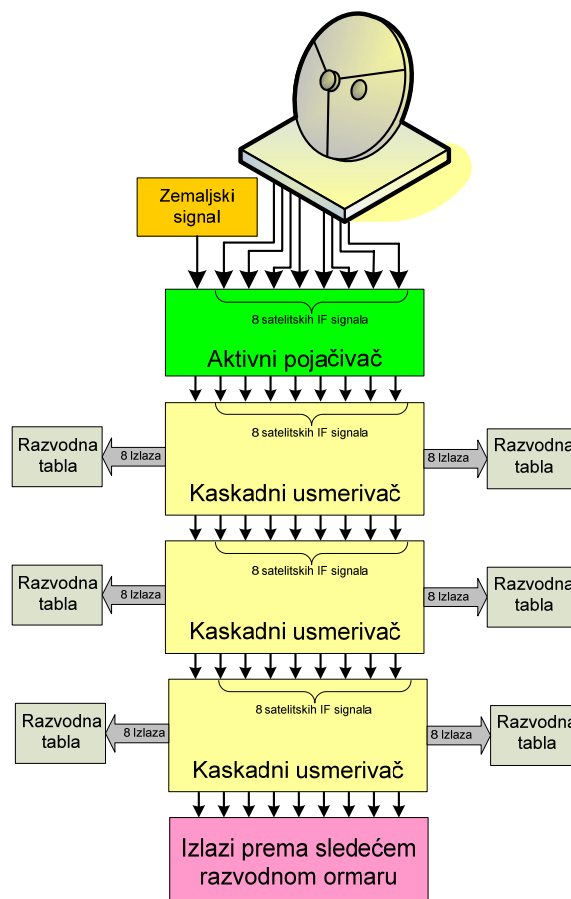 Zemaljski
signal
8 satelitskih IF signala
Aktivni pojačivač
8 satelitskih IF signala
Razvodna
tabla
8 Izlaza
8 Izlaza
Razvodna
tabla
Kaskadni usmerivač
8 satelitskih IF signala
Razvodna
tabla
8 Izlaza
8 Izlaza
Razvodna
tabla
Kaskadni usmerivač
8 satelitskih IF signala
Razvodna
tabla
8 Izlaza
8 Izlaza
Razvodna
tabla
Kaskadni usmerivač
Izlazi prema sledećem
razvodnom ormaru